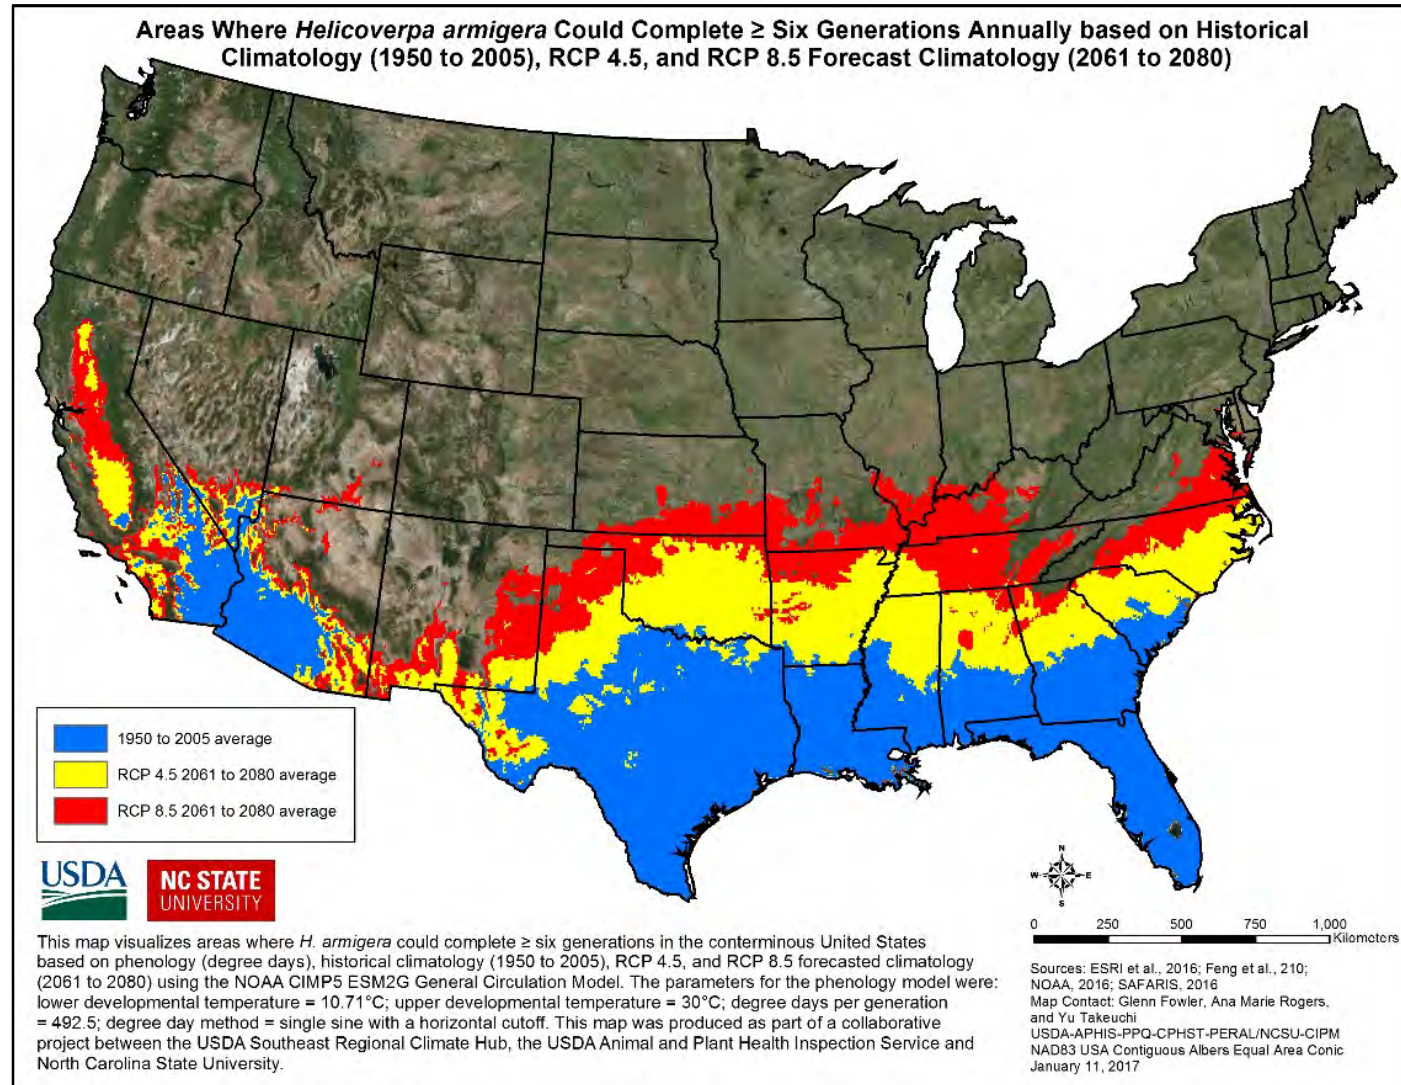 Areas Where Helicoverpa armigera Could Complete ≥ Six Generations Annually based on Historical
Climatology (1950 to 2005), RCP 4.5, and RCP 8.5 Forecast Climatology (2061 to 2080)
1950 to 2005 average
RCP 4.5 2061 to 2080 average
RCP 8.5 2061 to 2080 average
USDA
NC STATE
UNIVERSITY
This map visualizes areas where H. armigera could complete ≥ six generations in the conterminous United States
based on phenology (degree days), historical climatology (1950 to 2005), RCP 4.5, and RCP 8.5 forecasted climatology
(2061 to 2080) using the NOAA CIMP5 ESM2G General Circulation Model. The parameters for the phenology model were:
lower developmental temperature = 10.71°C; upper developmental temperature = 30°C; degree days per generation
= 492.5; degree day method = single sine with a horizontal cutoff. This map was produced as part of a collaborative
project between the USDA Southeast Regional Climate Hub, the USDA Animal and Plant Health Inspection Service and
North Carolina State University.
N
W E
S
0 250 500 750 1,000
Kilometers
Sources: ESRI et al., 2016; Feng et al., 210;
NOAA, 2016; SAFARIS, 2016
Map Contact: Glenn Fowler, Ana Marie Rogers,
and Yu Takeuchi
USDA-APHIS-PPQ-CPHST-PERAL/NCSU-CIPM
NAD83 USA Contiguous Albers Equal Area Conic
January 11, 2017